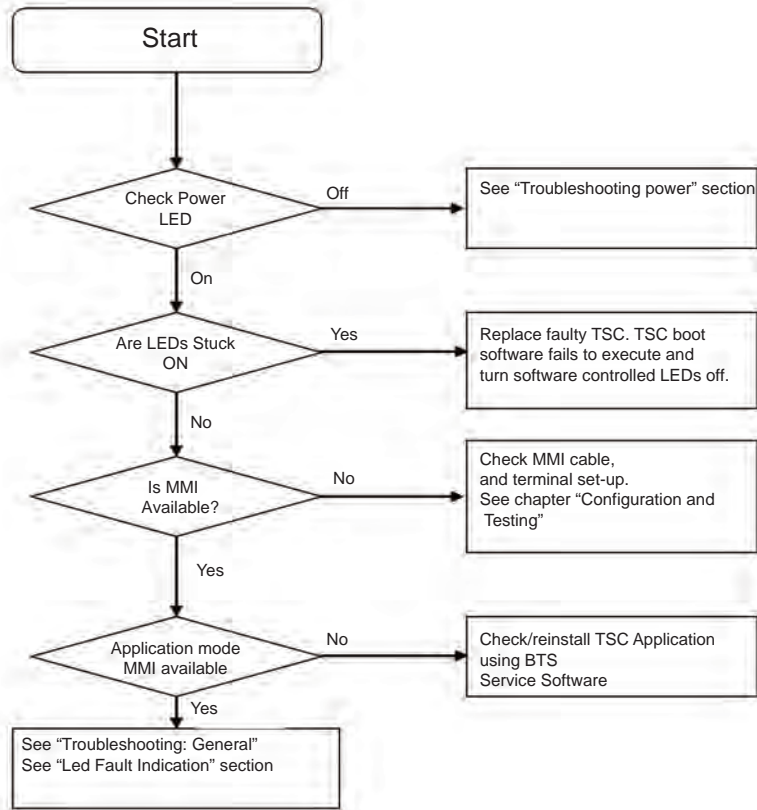 Start
Check Power
LED
Off
See “Troubleshooting power” section
On
Are LEDs Stuck
ON
Yes
Replace faulty TSC. TSC boot
software fails to execute and
turn software controlled LEDs off.
No
Is MMI
Available?
No
Check MMI cable,
and terminal set-up.
See chapter “Configuration and
Testing”
Yes
Application mode
MMI available
No
Check/reinstall TSC Application
using BTS
Service Software
Yes
See “Troubleshooting: General”
See “Led Fault Indication” section